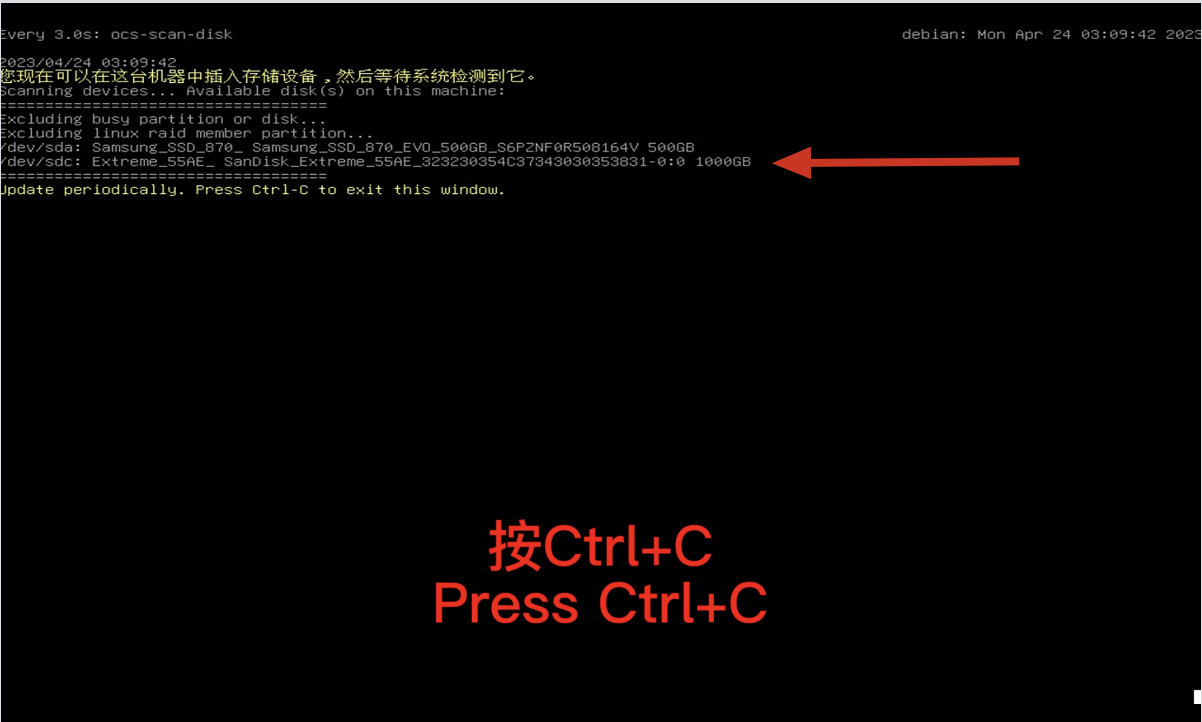 Every 3.0s: ocs-scan-disk debian: Mon Apr 24 03:09:42 2023
2023/04/24 03:09:42
您现在可以在这台机器中插入存储设备，然后等待系统检测到它。
Scanning devices... Available disk(s) on this machine:
===================================
Excluding busy partition or disk...
Excluding linux raid member partition...
/dev/sda: Samsung_SSD_870_ Samsung_SSD_870_EVO_500GB_S6PZNF0R508164V 500GB
/dev/sdc: Extreme_55AE_ SanDisk_Extreme_55AE_323230354C37343030353831-0:0 1000GB
===================================
Update periodically. Press Ctrl-C to exit this window.
按Ctrl+C
Press Ctrl+C